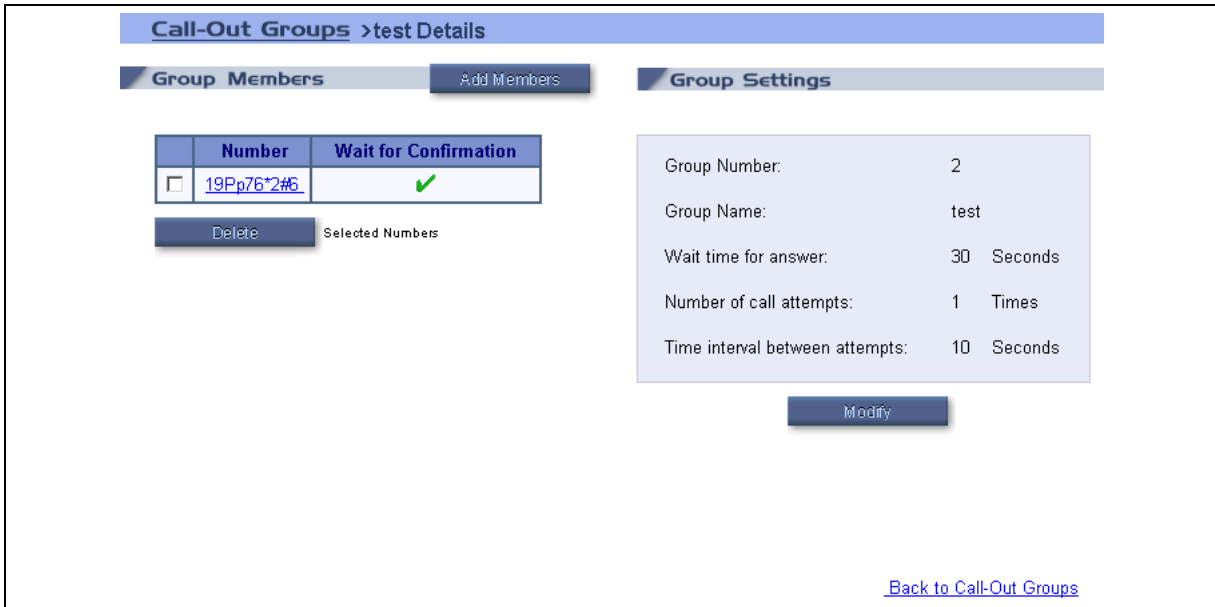 Call-Out Groups >test Details
Group Members
Add Members
Number
Wait for Confirmation
19Pp76*2#6
Delete
Selected Numbers
Group Settings
Group Number: 2
Group Name: test
Wait time for answer: 30 Seconds
Number of call attempts: 1 Times
Time interval between attempts: 10 Seconds
Modify
Back to Call-Out Groups